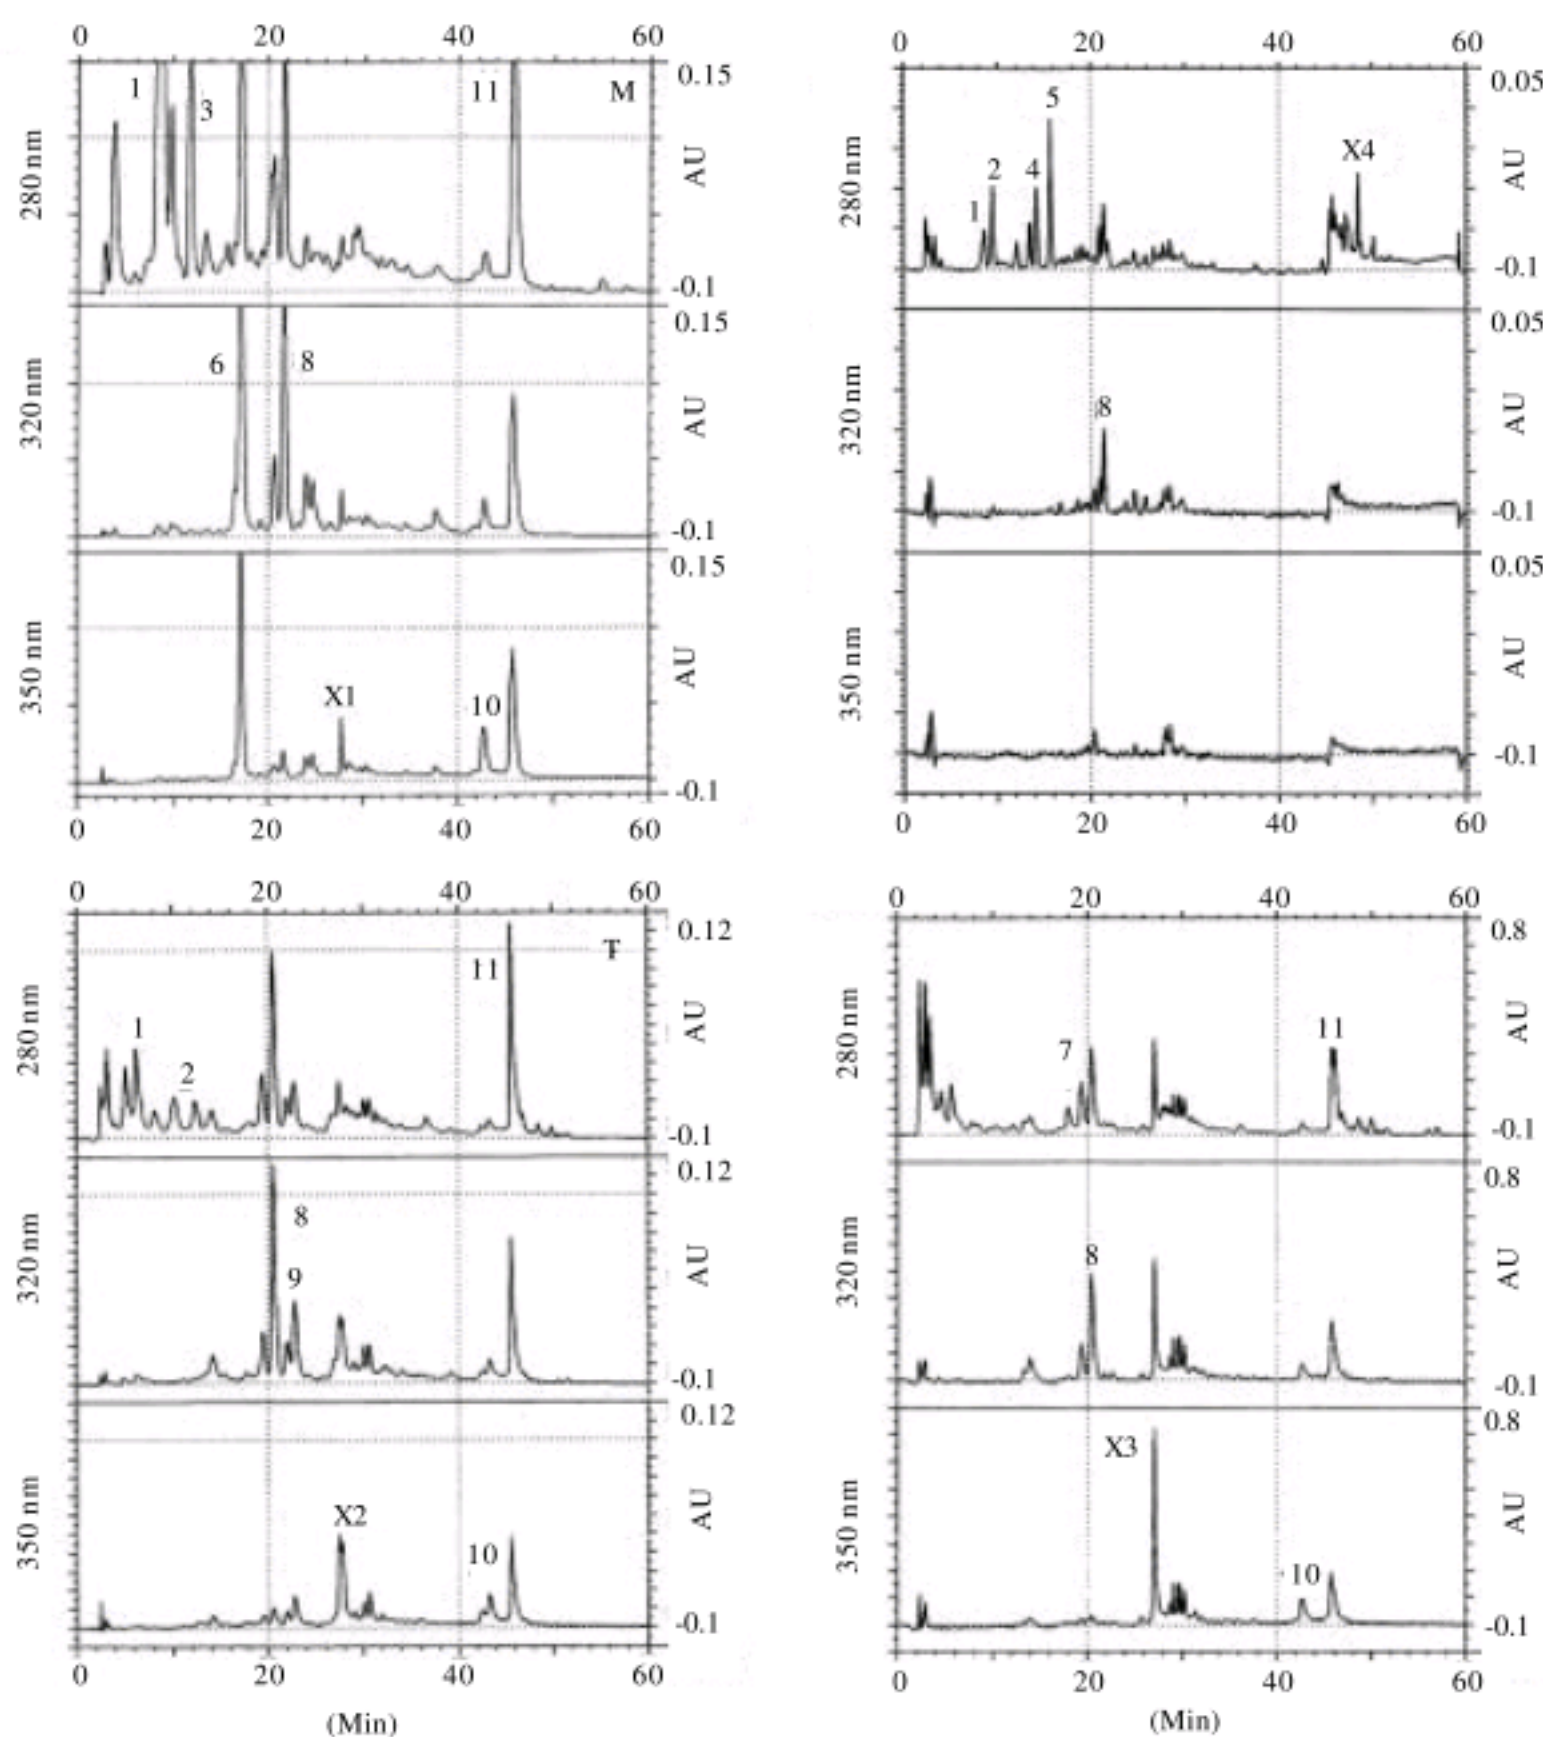 0 20 40 60
1 3 11 M 0.15
280 nm AU
-0.1
6 8 0.15
320 nm AU
-0.1
0.15
350 nm X1 10 AU
-0.1
0 20 40 60
0 20 40 60
1 2 4 5 X4 0.05
280 nm AU
-0.1
8 0.05
320 nm AU
-0.1
0.05
350 nm AU
-0.1
0 20 40 60
0 20 40 60
1 2 11 T 0.12
280 nm AU
-0.1
8 9 0.12
320 nm AU
-0.1
0.12
350 nm X2 10 AU
-0.1
0 20 40 60
(Min)
0 20 40 60
7 11 0.8
280 nm AU
-0.1
8 0.8
320 nm AU
-0.1
0.8
350 nm X3 10 AU
-0.1
0 20 40 60
(Min)